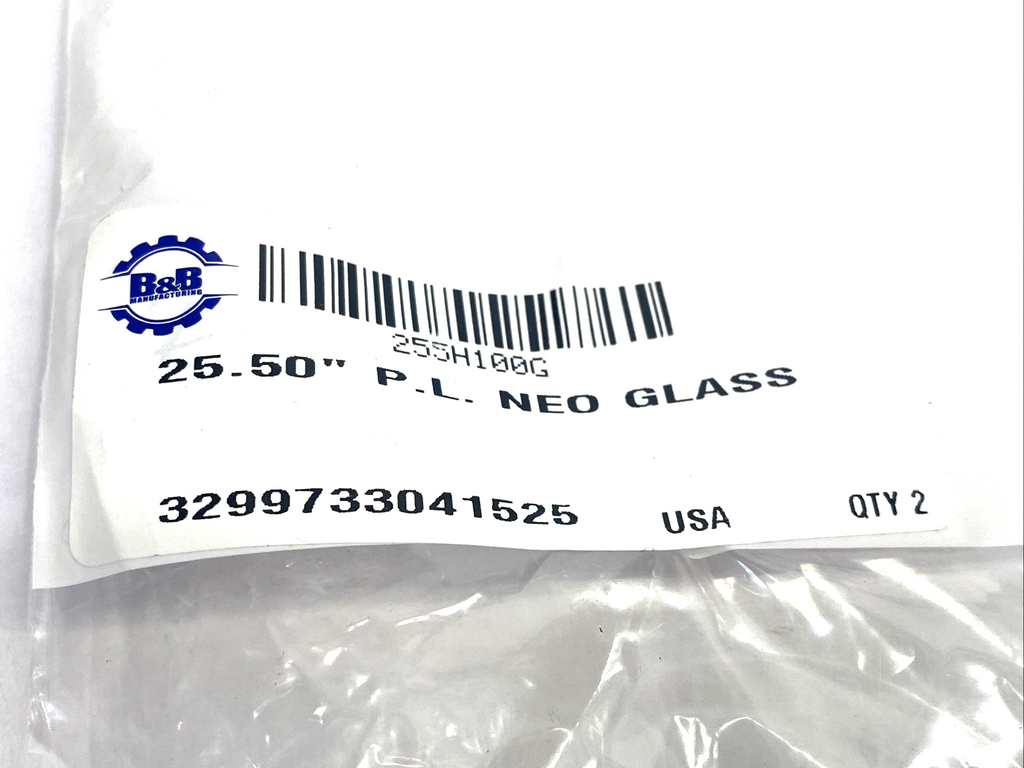 B&B
MANUFACTURING
255H100G
25.50" P.L. NEO GLASS
3299733041525 USA QTY 2